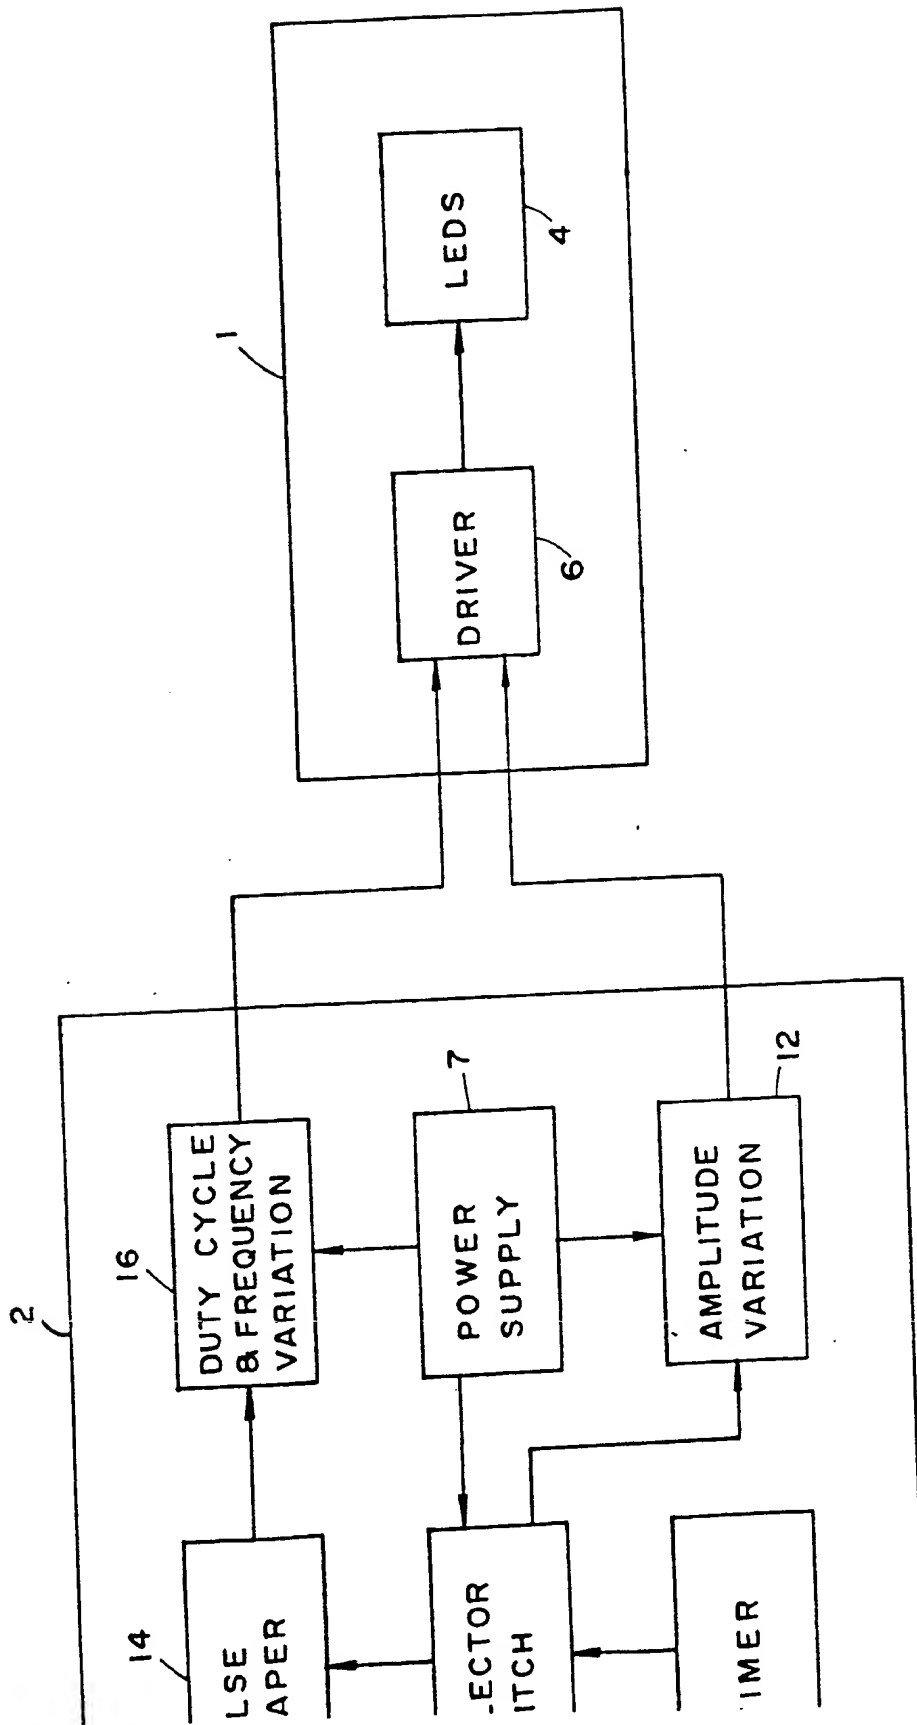 2
1
14
LSE
APER
16
DUTY CYCLE
& FREQUENCY
VARIATION
LECTOR
ITCH
7
POWER
SUPPLY
IMER
12
AMPLITUDE
VARIATION
DRIVER
6
LEDS
4